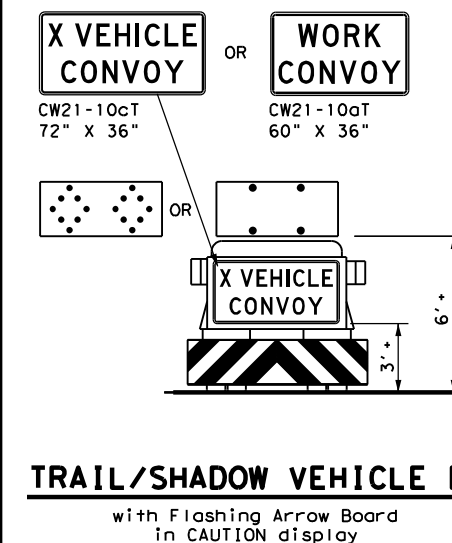 X VEHICLE
CONVOY
OR
WORK
CONVOY
CW21-10cT
72" X 36"
CW21-10aT
60" X 36"
OR
X VEHICLE
CONVOY
3'+
6'+
TRAIL/SHADOW VEHICLE
with Flashing Arrow Board
in CAUTION display